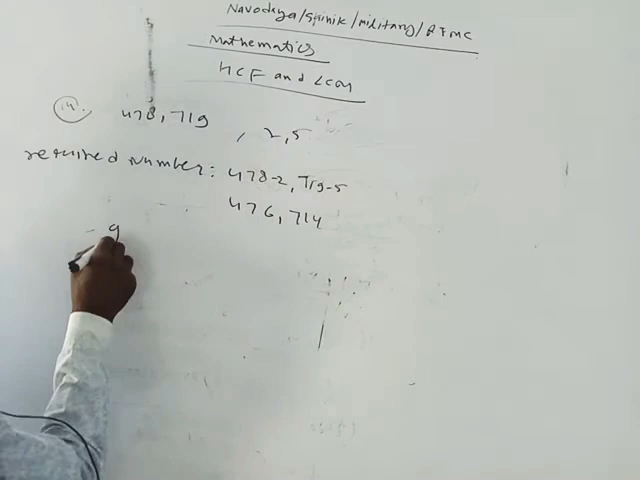 Navodaya/Sainik/military/RIMC
Mathematics
HCF and LCM
14. 478, 719 , 2, 5
required number: 478-2, 719-5
476, 714
9